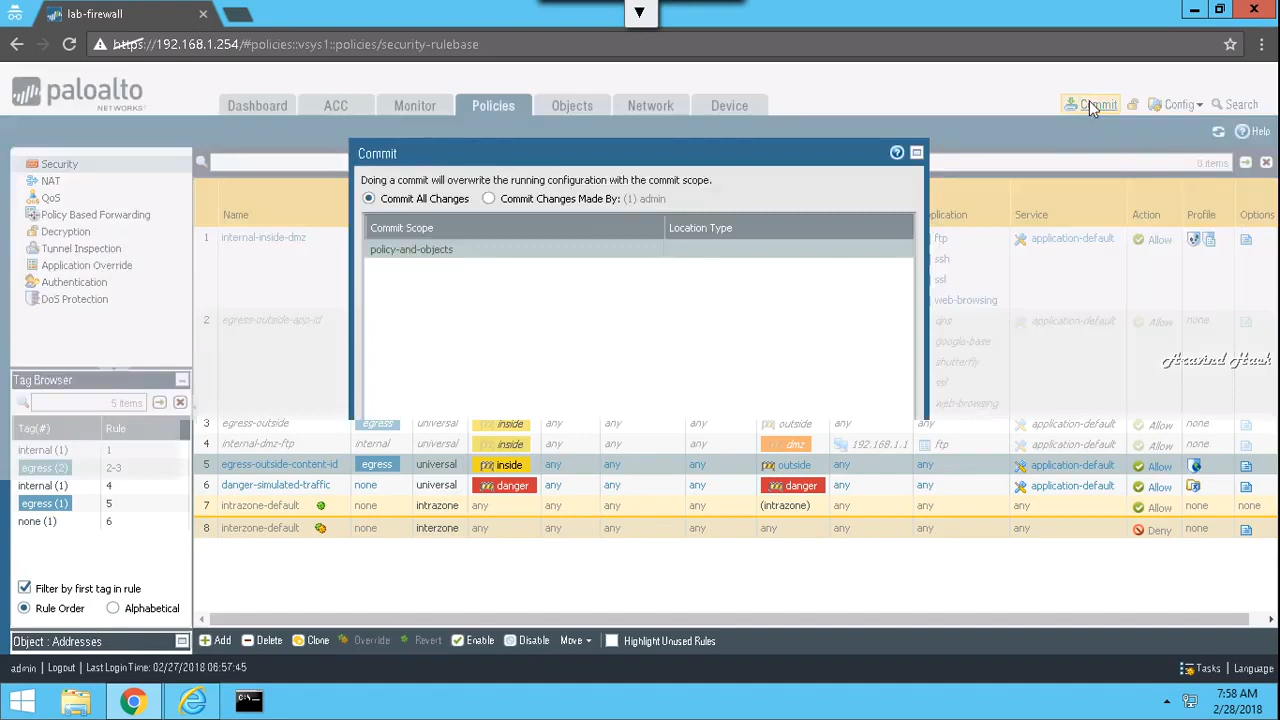 lab-firewall
https://192.168.1.254/#policies::vsys1::policies/security-rulebase
paloalto
NETWORKS
Dashboard ACC Monitor Policies Objects Network Device
Commit Config Search
Help
Security
NAT
QoS
Policy Based Forwarding
Decryption
Tunnel Inspection
Application Override
Authentication
DoS Protection
Tag Browser
5 items
Tag(#) Rule
internal (1) 1
egress (2) 2-3
internal (1) 4
egress (1) 5
none (1) 6
Filter by first tag in rule
Rule Order Alphabetical
Object : Addresses
Commit
Doing a commit will overwrite the running configuration with the commit scope.
Commit All Changes Commit Changes Made By: (1) admin
Commit Scope Location Type
policy-and-objects
8 items
Name Service Action Profile Options
1 internal-inside-dmz ftp application-default Allow
ssh
ssl
web-browsing
2 egress-outside-app-id dns application-default Allow none
google-base
shutterfly
ssl
web-browsing
Aravind Hack
3 egress-outside egress universal inside any any any outside any any application-default Allow none
4 internal-dmz-ftp internal universal inside any any any dmz 192.168.1.1 ftp application-default Allow none
5 egress-outside-content-id egress universal inside any any any outside any any application-default Allow
6 danger-simulated-traffic none universal danger any any any danger any any application-default Allow
7 intrazone-default none intrazone any any any any (intrazone) any any any Allow none none
8 interzone-default none interzone any any any any any any any any Deny none
Add Delete Clone Override Revert Enable Disable Move Highlight Unused Rules
admin | Logout | Last Login Time: 02/27/2018 06:57:45
Tasks | Language
7:58 AM
2/28/2018